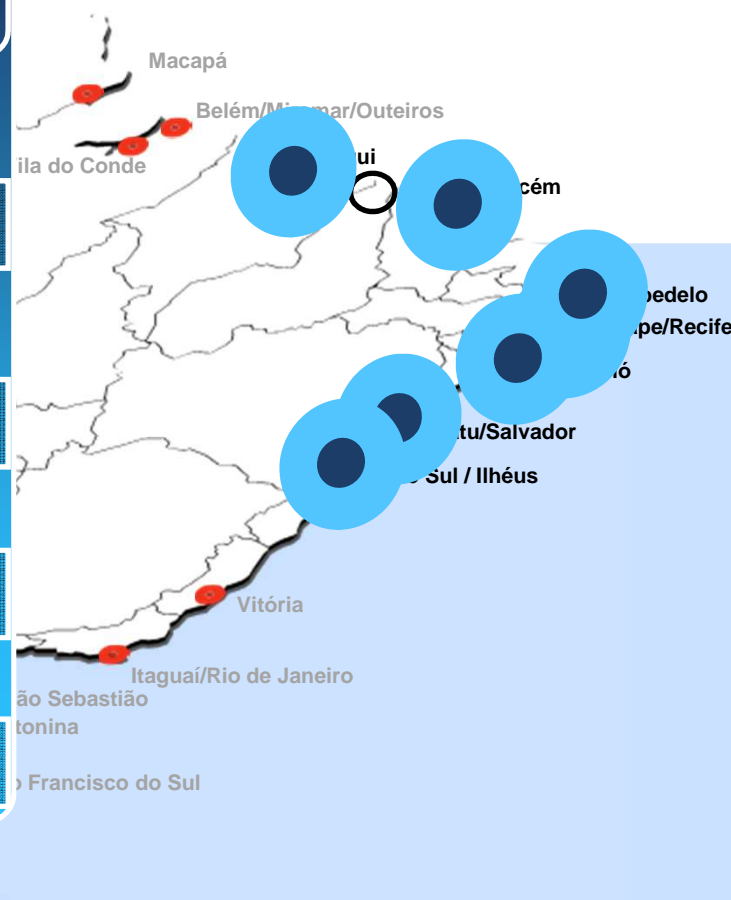 Macapá
Belém/Miramar/Outeiros
ila do Conde
ui
cém
pedelo
pe/Recife
ó
tu/Salvador
Sul / Ilhéus
Vitória
Itaguaí/Rio de Janeiro
ão Sebastião
tonina
Francisco do Sul